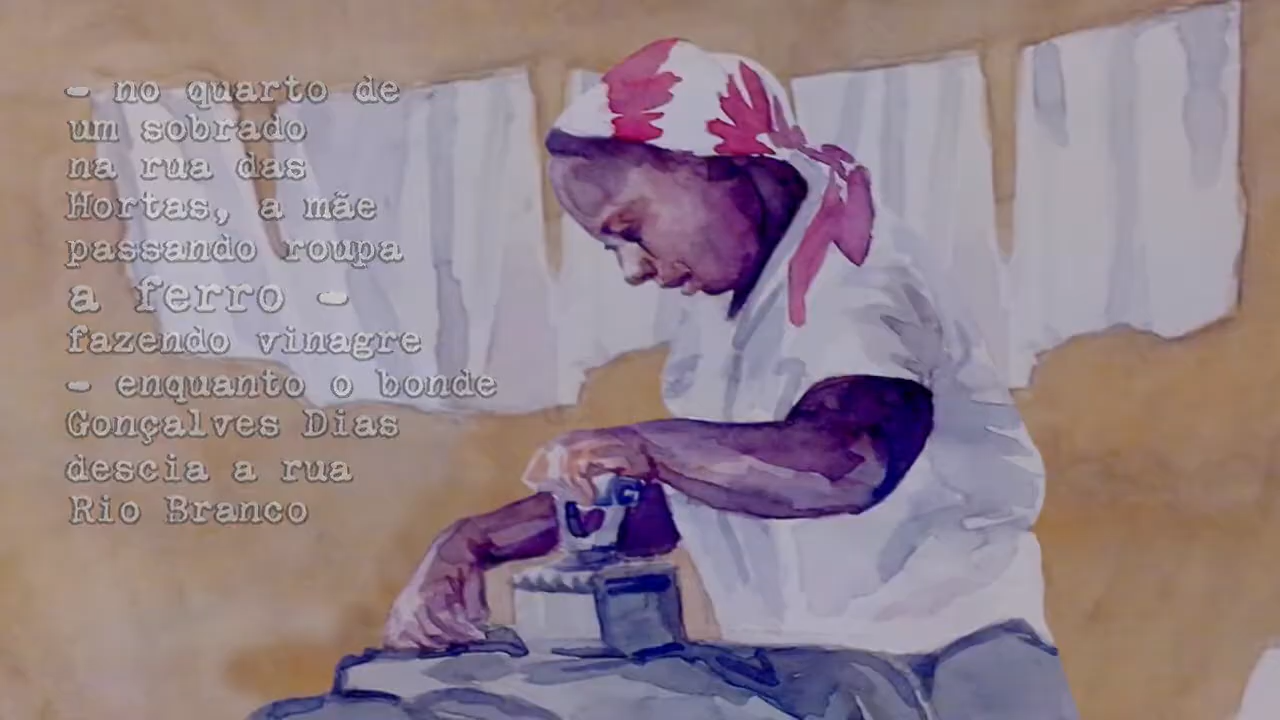 - no quarto de
um sobrado
na rua das
Hortas, a mãe
passando roupa
a ferro -
fazendo vinagre
- enquanto o bonde
Gonçalves Dias
descia a rua
Rio Branco